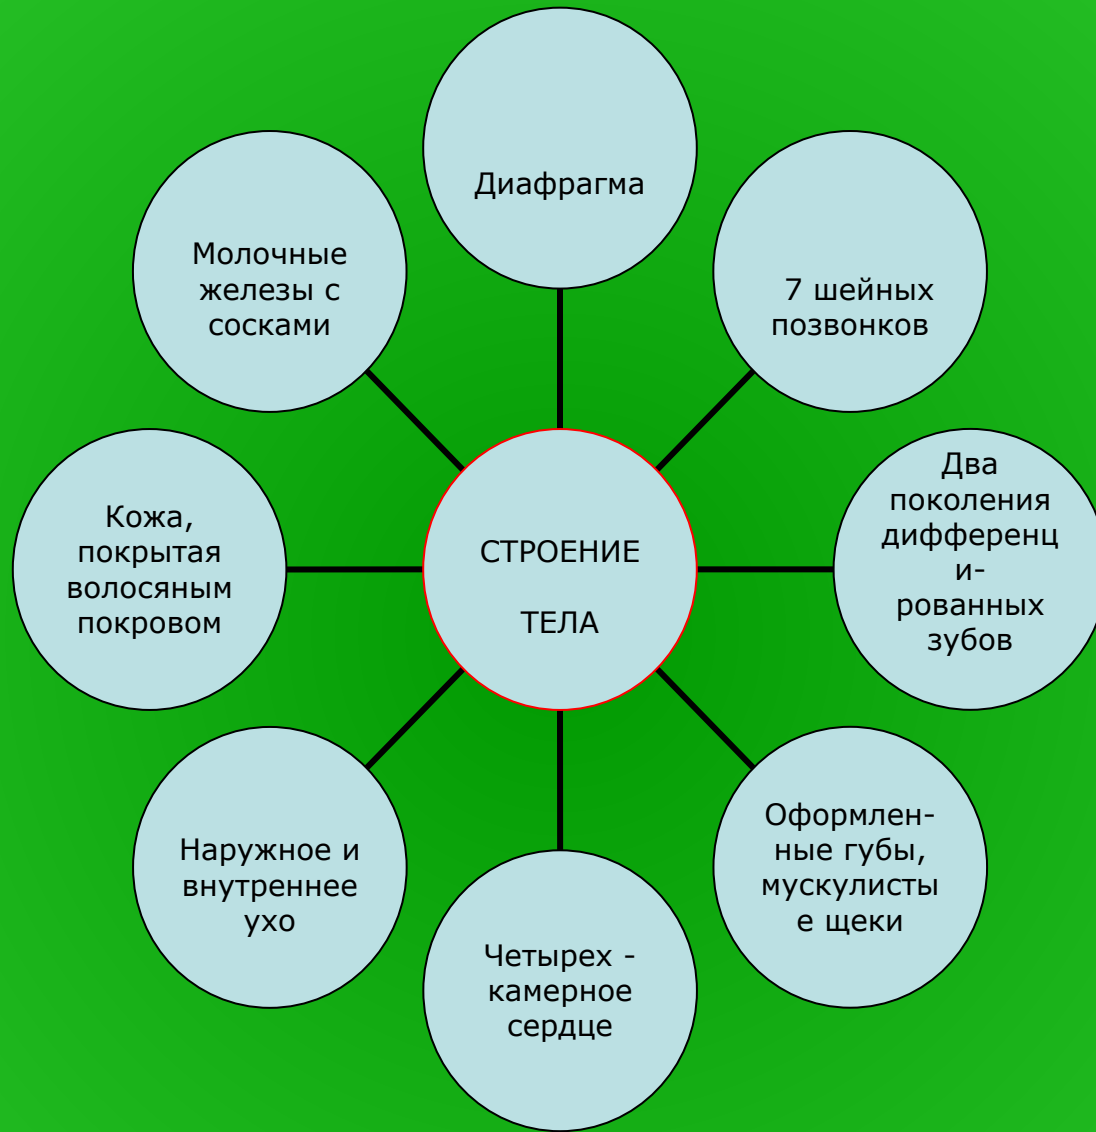 Диафрагма
7 шейных
позвонков
Два
поколения
дифференц
и-
рованных
зубов
Оформлен-
ные губы,
мускулисты
е щеки
Четырех -
камерное
сердце
Наружное и
внутреннее
ухо
Кожа,
покрытая
волосяным
покровом
Молочные
железы с
сосками
СТРОЕНИЕ
ТЕЛА